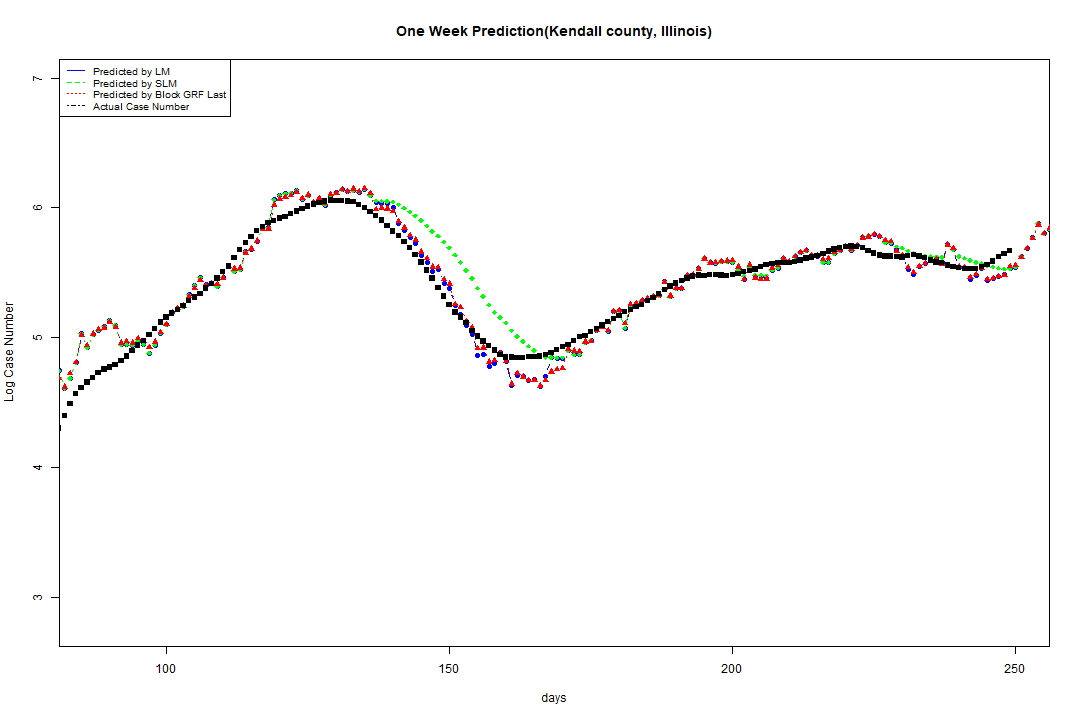 One Week Prediction(Kendall county, Illinois)
Predicted by LM
Predicted by SLM
Predicted by Block GRF Last
Actual Case Number
7
6
5
4
3
Log Case Number
100 150 200 250
days